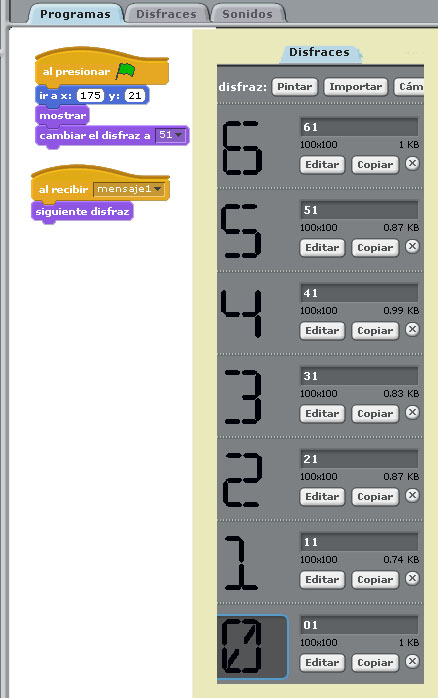 Programas Disfraces Sonidos
al presionar
ir a x: 175 y: 21
mostrar
cambiar el disfraz a 51
al recibir mensaje1
siguiente disfraz
Disfraces
disfraz: Pintar Importar Cám
6
61
100x100 1 KB
Editar Copiar
5
51
100x100 0.87 KB
Editar Copiar
4
41
100x100 0.99 KB
Editar Copiar
3
31
100x100 0.83 KB
Editar Copiar
2
21
100x100 0.87 KB
Editar Copiar
1
11
100x100 0.74 KB
Editar Copiar
0
01
100x100 1 KB
Editar Copiar